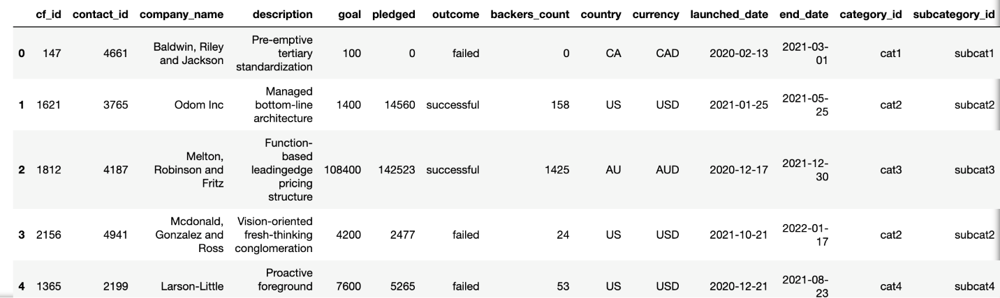 cf_id contact_id company_name description goal pledged outcome backers_count country currency launched_date end_date category_id subcategory_id
0 147 4661 Baldwin, Riley and Jackson Pre-emptive tertiary standardization 100 0 failed 0 CA CAD 2020-02-13 2021-03-01 cat1 subcat1
1 1621 3765 Odom Inc Managed bottom-line architecture 1400 14560 successful 158 US USD 2021-01-25 2021-05-25 cat2 subcat2
2 1812 4187 Melton, Robinson and Fritz Function-based leadingedge pricing structure 108400 142523 successful 1425 AU AUD 2020-12-17 2021-12-30 cat3 subcat3
3 2156 4941 Mcdonald, Gonzalez and Ross Vision-oriented fresh-thinking conglomeration 4200 2477 failed 24 US USD 2021-10-21 2022-01-17 cat2 subcat2
4 1365 2199 Larson-Little Proactive foreground 7600 5265 failed 53 US USD 2020-12-21 2021-08-23 cat4 subcat4